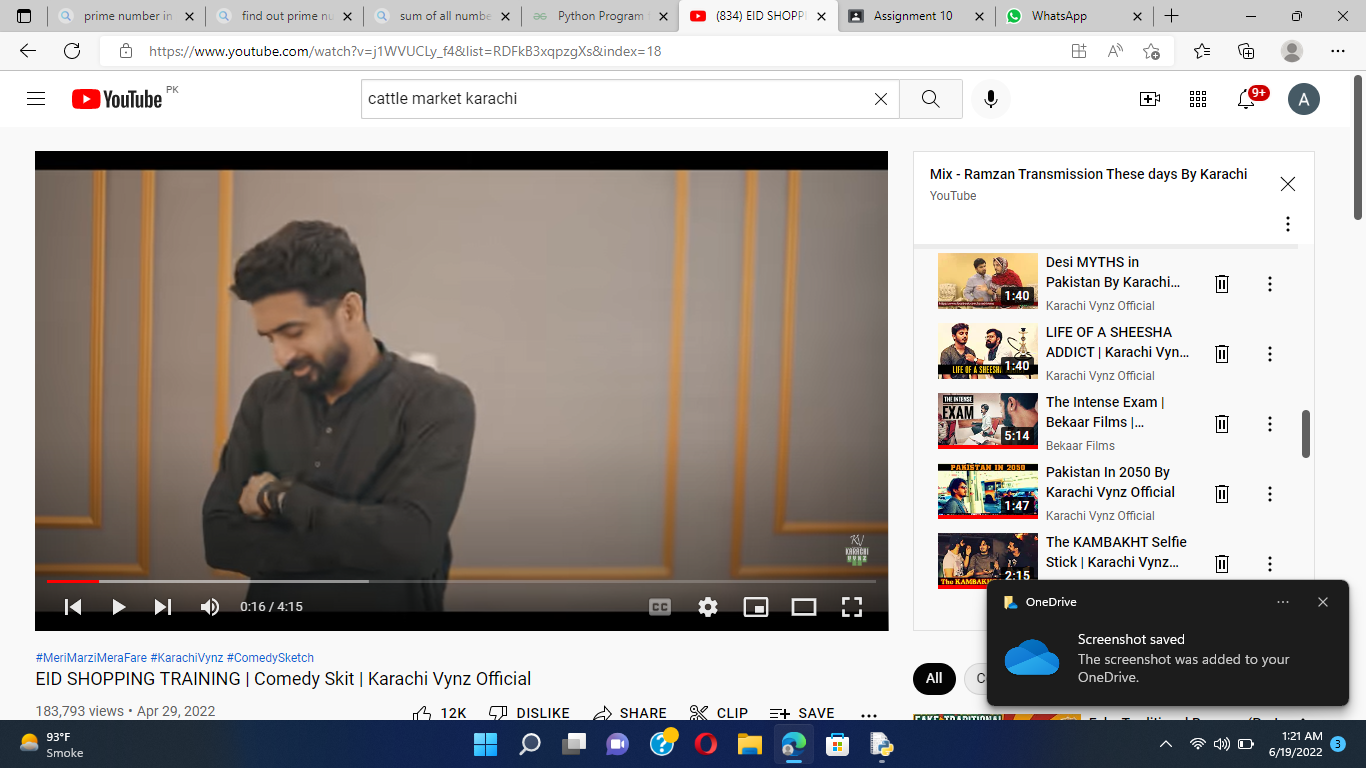 prime number in
find out prime nu
sum of all numbe
Python Program
(834) EID SHOPP
Assignment 10
WhatsApp
https://www.youtube.com/watch?v=j1WVUCLy_f4&list=RDFkB3xqpzgXs&index=18
YouTube PK
cattle market karachi
9+
A
Mix - Ramzan Transmission These days By Karachi
YouTube
1:40
Desi MYTHS in
Pakistan By Karachi...
Karachi Vynz Official
LIFE OF A SHEESHA
1:40
LIFE OF A SHEESHA
ADDICT | Karachi Vyn...
Karachi Vynz Official
THE INTENSE
EXAM
5:14
The Intense Exam |
Bekaar Films |...
Bekaar Films
PAKISTAN IN 2050
1:47
Pakistan In 2050 By
Karachi Vynz Official
Karachi Vynz Official
The KAMBAKHT
2:15
The KAMBAKHT Selfie
Stick | Karachi Vynz...
KV
KARACHI
VYNZ
0:16 / 4:15
CC
OneDrive
Screenshot saved
The screenshot was added to your
OneDrive.
#MeriMarziMeraFare #KarachiVynz #ComedySketch
EID SHOPPING TRAINING | Comedy Skit | Karachi Vynz Official
183,793 views • Apr 29, 2022
12K
DISLIKE
SHARE
CLIP
SAVE
All
FAKE TRADITIONAL
93°F
Smoke
1:21 AM
6/19/2022
3